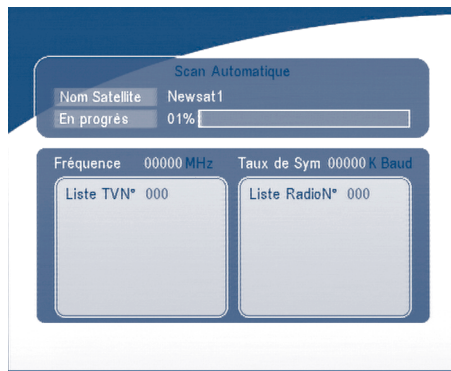 Scan Automatique
Nom Satellite Newsat1
En progrès 01%
Fréquence 00000 MHz Taux de Sym 00000 K Baud
Liste TVN° 000 Liste RadioN° 000